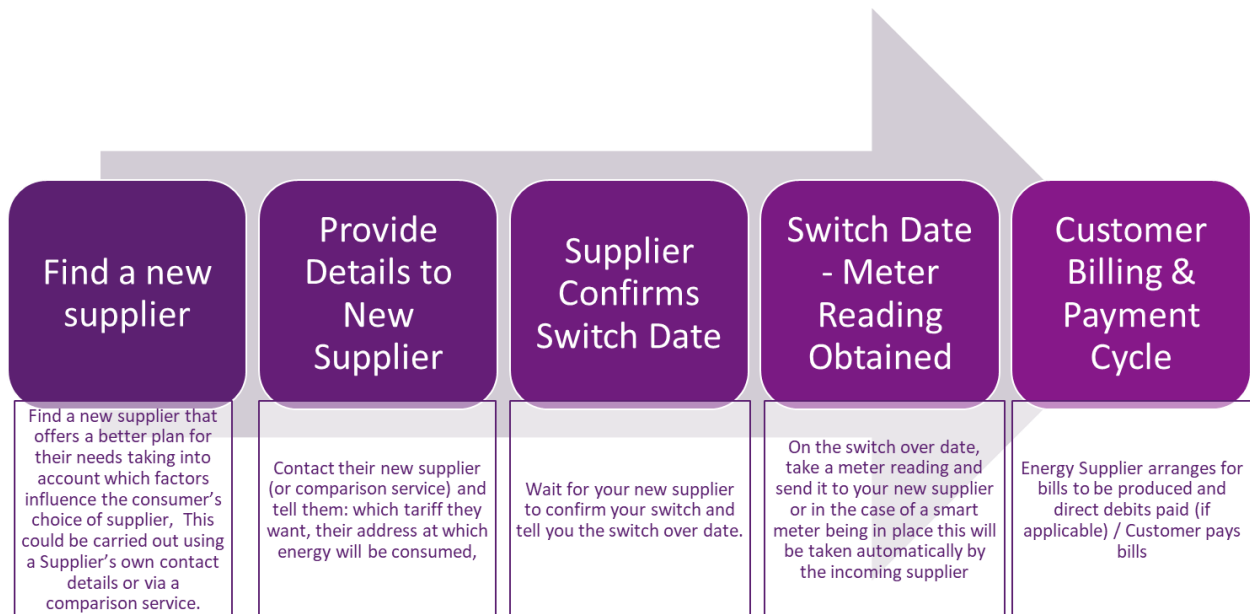 Find a new
supplier
Provide
Details to
New
Supplier
Supplier
Confirms
Switch Date
Switch Date
- Meter
Reading
Obtained
Customer
Billing &
Payment
Cycle
Find a new supplier that
offers a better plan for
their needs taking into
account which factors
influence the consumer’s
choice of supplier,  This
could be carried out using
a Supplier’s own contact
details or via a
comparison service.
Contact their new supplier
(or comparison service) and
tell them: which tariff they
want, their address at which
energy will be consumed,
Wait for your new supplier
to confirm your switch and
tell you the switch over date.
On the switch over date,
take a meter reading and
send it to your new supplier
or in the case of a smart
meter being in place this will
be taken automatically by
the incoming supplier
Energy Supplier arranges for
bills to be produced and
direct debits paid (if
applicable) / Customer pays
bills